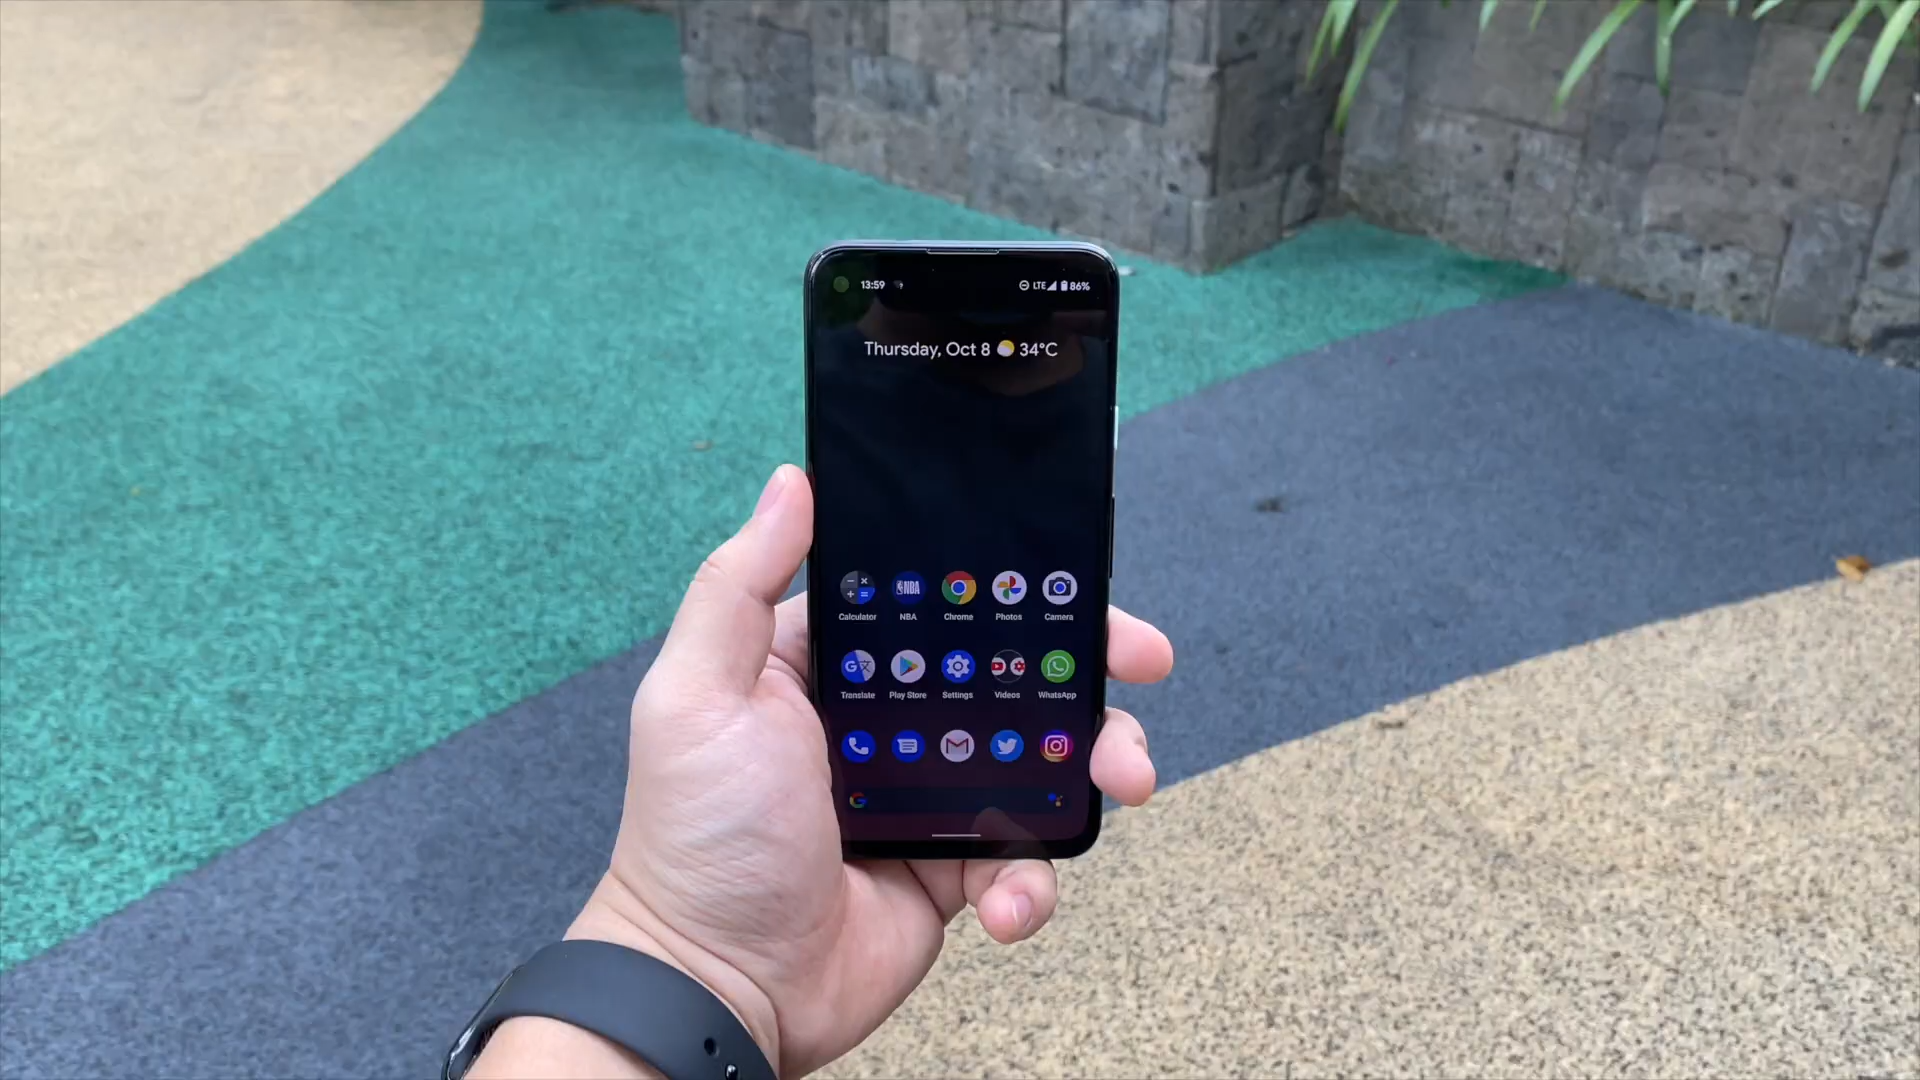 13:59 LTE 86%
Thursday, Oct 8 34°C
NBA
Calculator NBA Chrome Photos Camera
Translate Play Store Settings Videos WhatsApp